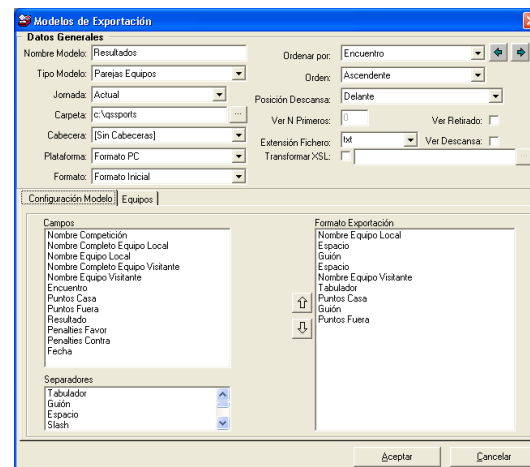 Modelos de Exportación
Datos Generales
Nombre Modelo: Resultados
Ordenar por: Encuentro
Tipo Modelo: Parejas Equipos
Orden: Ascendente
Jornada: Actual
Posición Descansa: Delante
Carpeta: c:\qssports ...
Ver N Primeros: 0
Ver Retirado:
Cabecera: [Sin Cabeceras]
Extensión Fichero: txt
Ver Descansa:
Plataforma: Formato PC
Transformar XSL: ...
Formato: Formato Inicial
Configuración Modelo
Equipos
Campos
Nombre Competición
Nombre Completo Equipo Local
Nombre Equipo Local
Nombre Completo Equipo Visitante
Nombre Equipo Visitante
Encuentro
Puntos Casa
Puntos Fuera
Resultado
Penalties Favor
Penalties Contra
Fecha
Separadores
Tabulador
Guión
Espacio
Slash
Formato Exportación
Nombre Equipo Local
Espacio
Guión
Espacio
Nombre Equipo Visitante
Tabulador
Puntos Casa
Guión
Puntos Fuera
Aceptar
Cancelar